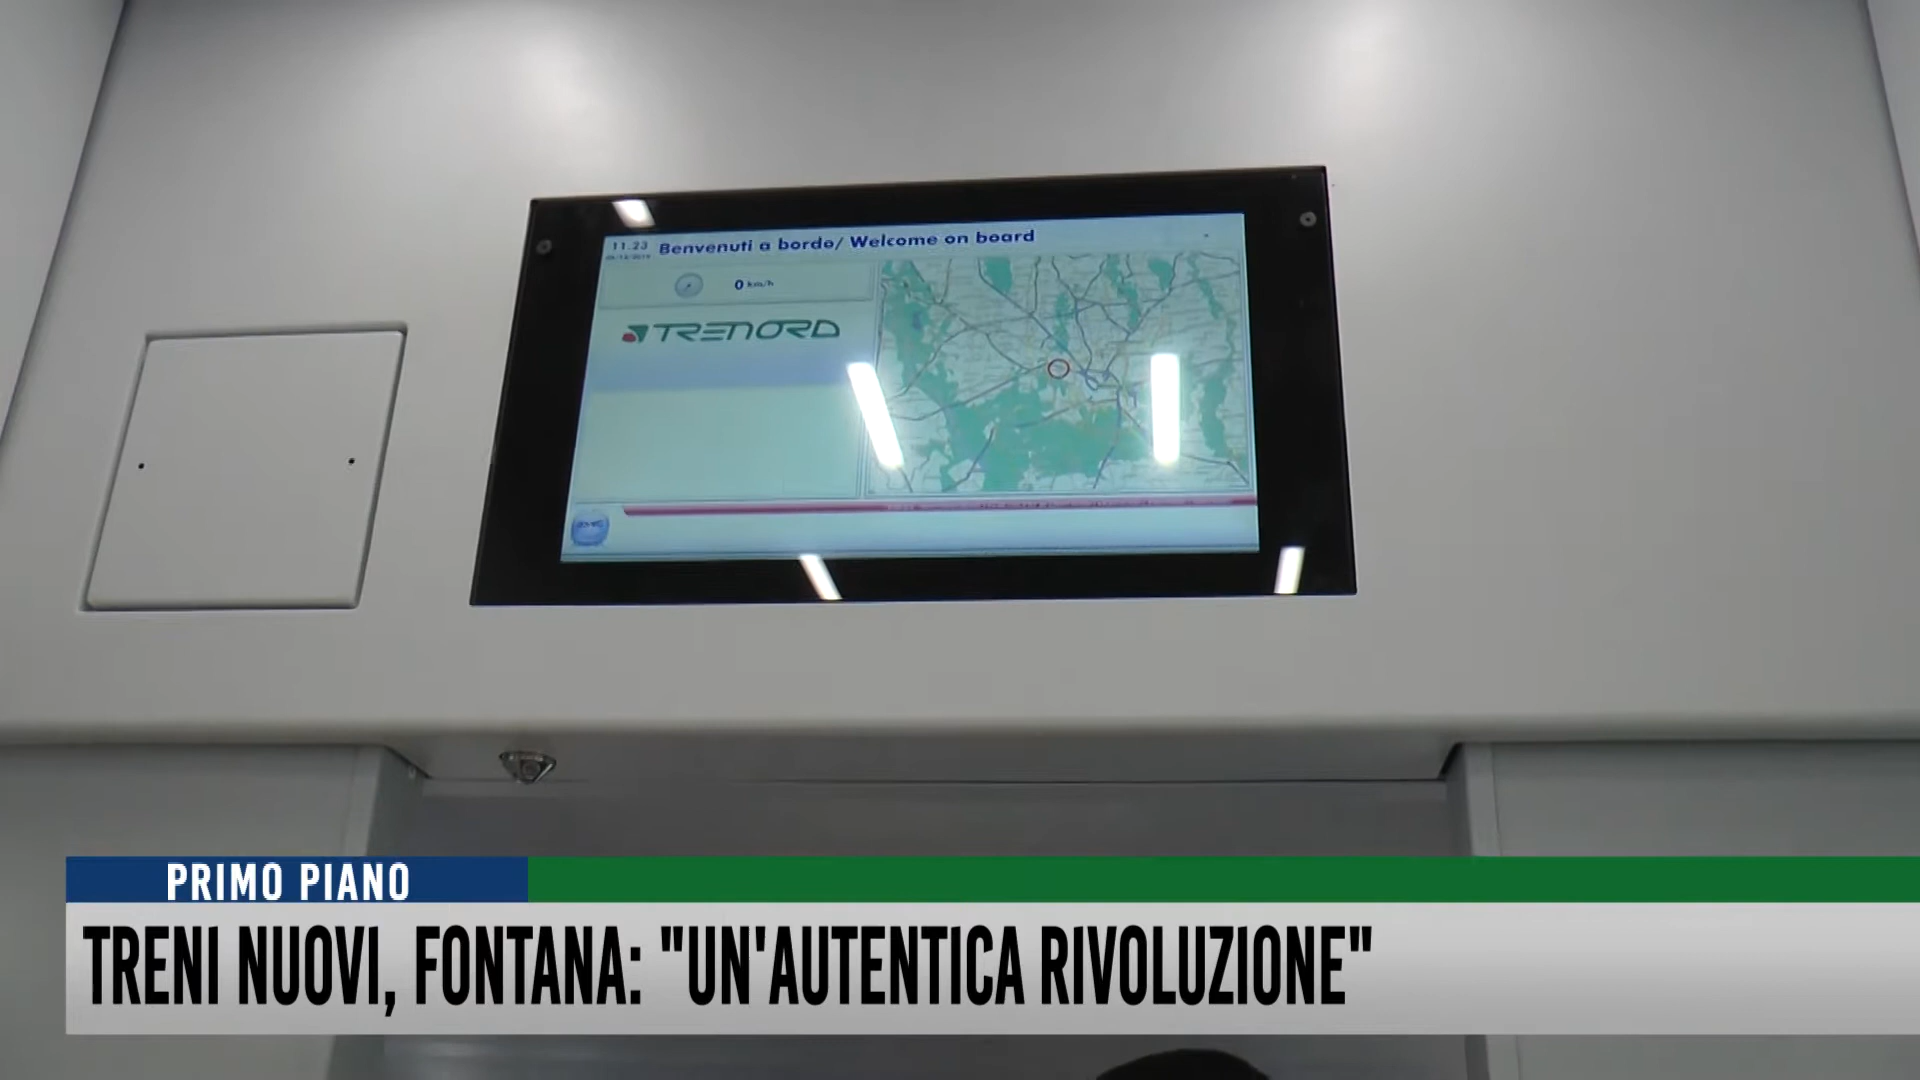 11.23 Benvenuti a bordo/ Welcome on board
0 km/h
TRENORD
PRIMO PIANO
TRENI NUOVI, FONTANA: "UN'AUTENTICA RIVOLUZIONE"